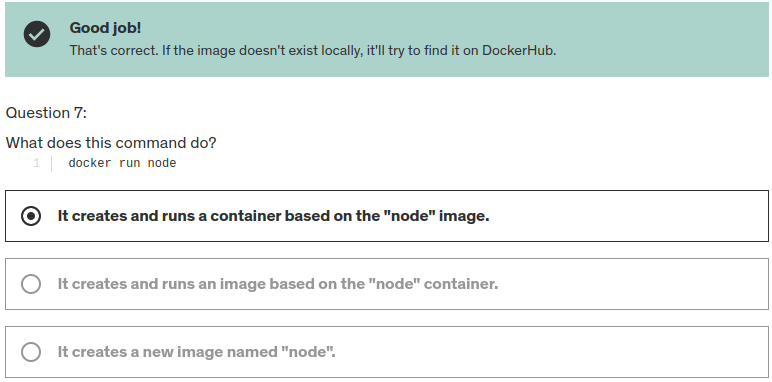 Good job!
That's correct. If the image doesn't exist locally, it'll try to find it on DockerHub.
Question 7:
What does this command do?
1 docker run node
It creates and runs a container based on the "node" image.
It creates and runs an image based on the "node" container.
It creates a new image named "node".